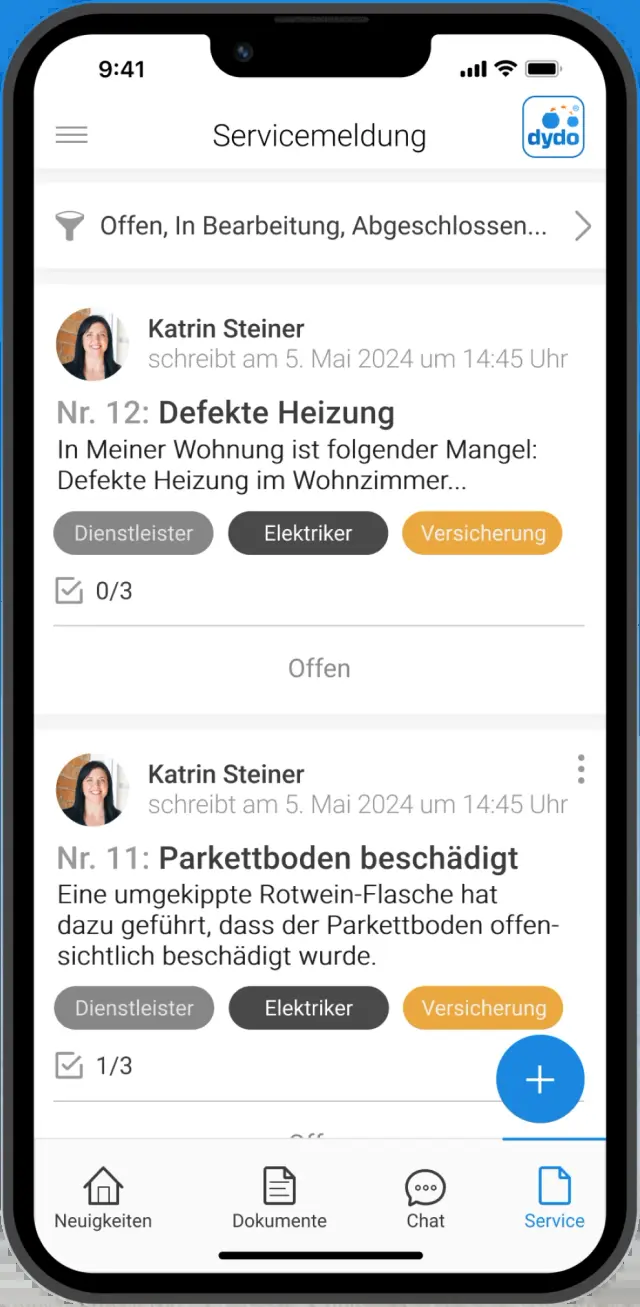 9:41
Servicemeldung
dydo
Offen, In Bearbeitung, Abgeschlossen...
Katrin Steiner
schreibt am 5. Mai 2024 um 14:45 Uhr
Nr. 12: Defekte Heizung
In Meiner Wohnung ist folgender Mangel:
Defekte Heizung im Wohnzimmer...
Dienstleister Elektriker Versicherung
0/3
Offen
Katrin Steiner
schreibt am 5. Mai 2024 um 14:45 Uhr
Nr. 11: Parkettboden beschädigt
Eine umgekippte Rotwein-Flasche hat
dazu geführt, dass der Parkettboden offen-
sichtlich beschädigt wurde.
Dienstleister Elektriker Versicherung
1/3
Neuigkeiten Dokumente Chat Service